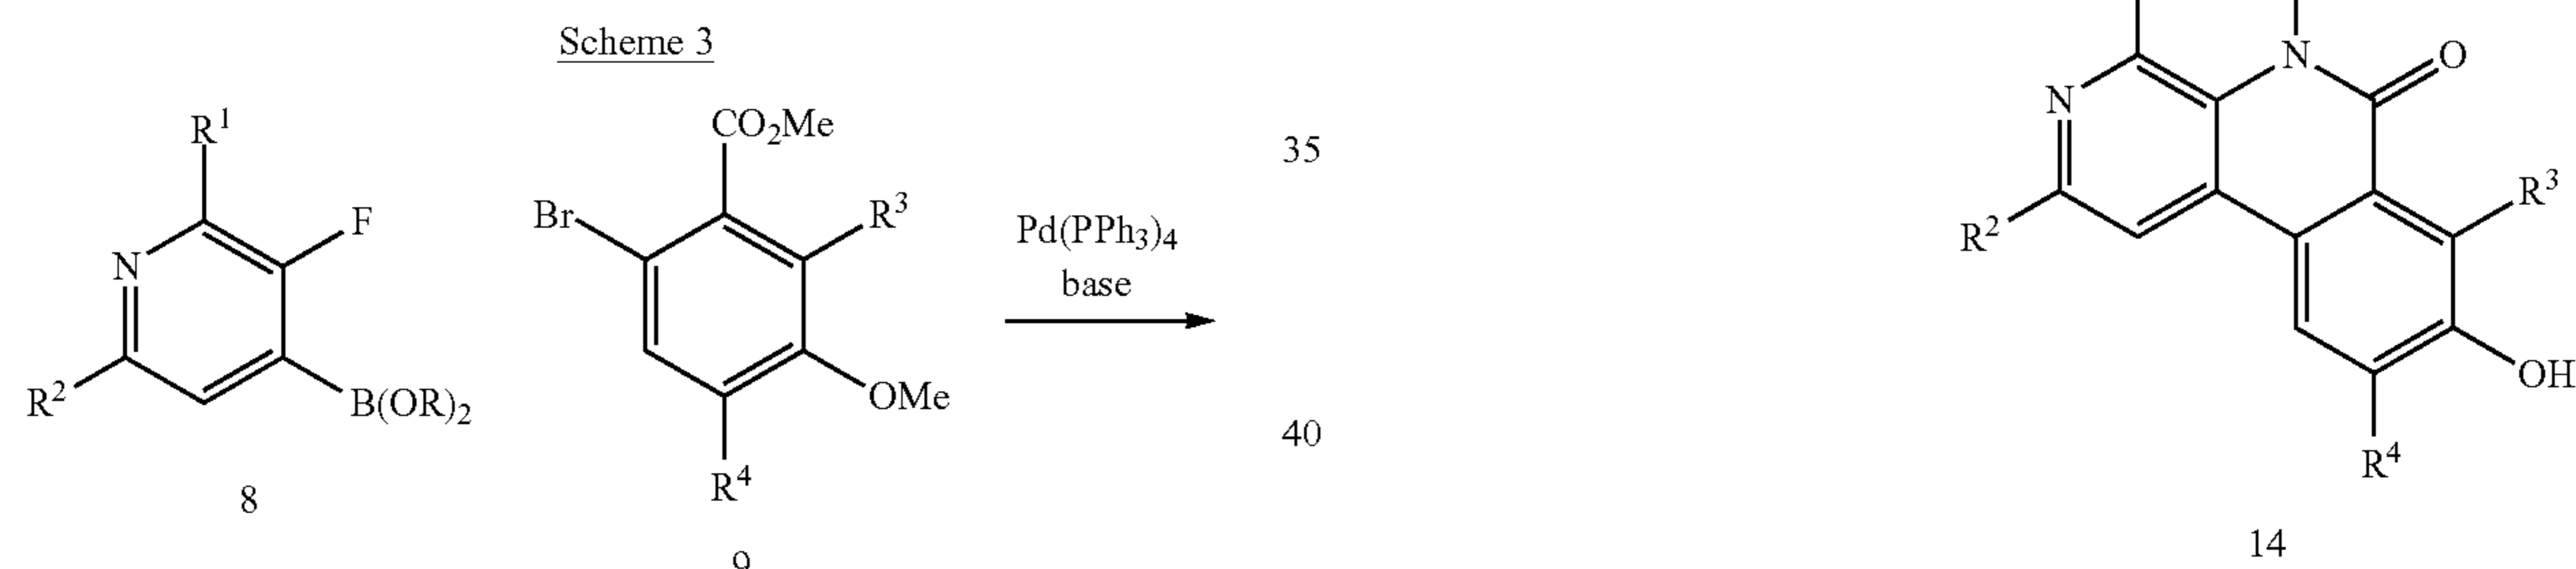 Scheme 3
R¹
N
F
R²
B(OR)₂
8
CO₂Me
Br
R³
OMe
R⁴
9
Pd(PPh₃)₄
base
35
40
N
O
N
R³
R²
OH
R⁴
14